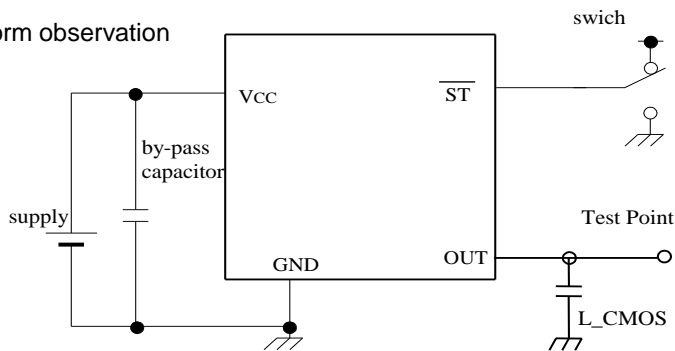 orm observation
swich
VCC
ST
by-pass
capacitor
supply
Test Point
OUT
GND
L_CMOS